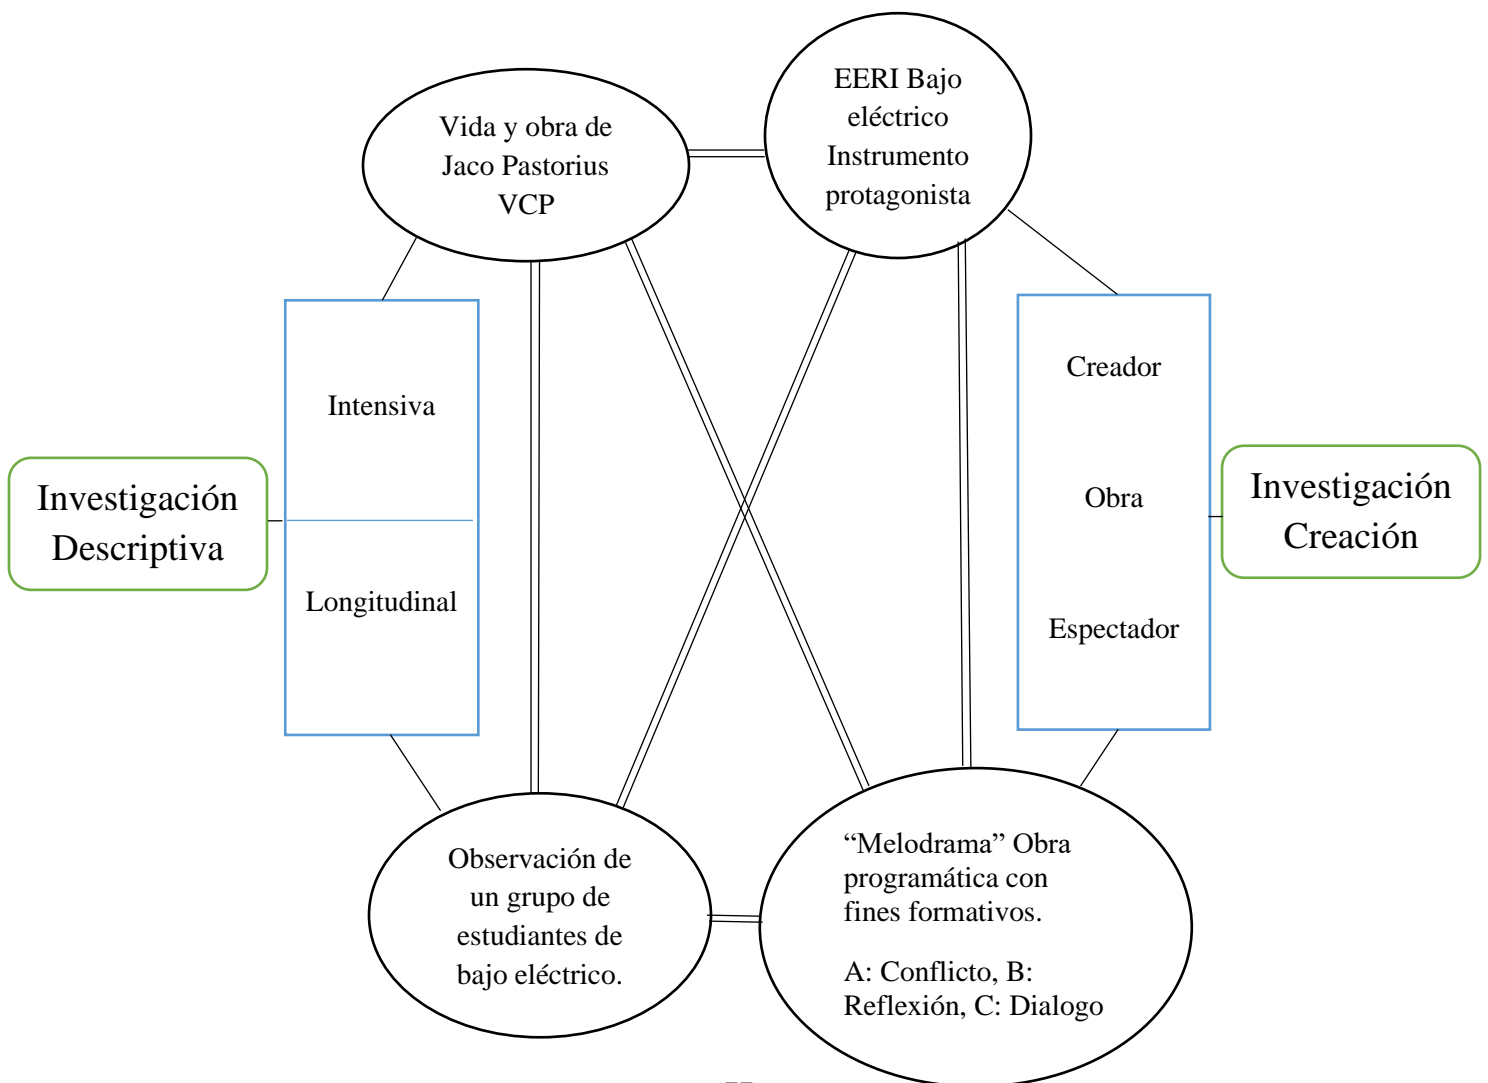 EERI Bajo
eléctrico
Instrumento
protagonista
Vida y obra de
Jaco Pastorius
VCP
Creador
Obra
Espectador
Intensiva
Longitudinal
Investigación
Descriptiva
Investigación
Creación
Observación de
un grupo de
estudiantes de
bajo eléctrico.
“Melodrama” Obra
programática con
fines formativos.
A: Conflicto, B:
Reflexión, C: Dialogo